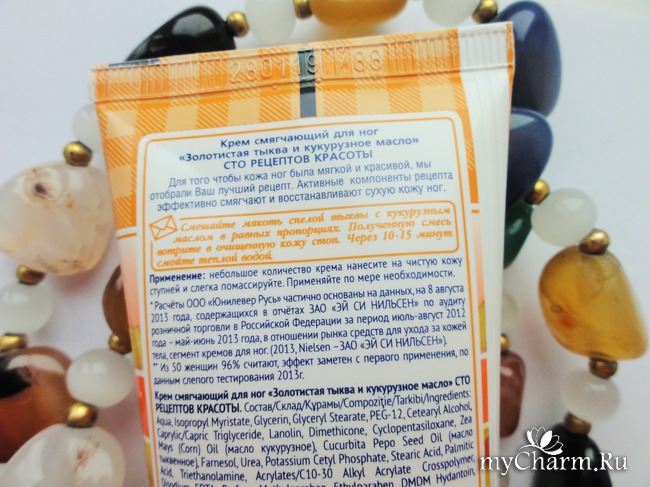 280119 88
Крем смягчающий для ног
«Золотистая тыква и кукурузное масло»
СТО РЕЦЕПТОВ КРАСОТЫ
Для того чтобы кожа ног была мягкой и красивой, мы
отобрали Ваш лучший рецепт. Активные компоненты рецепта
эффективно смягчают и восстанавливают сухую кожу ног.
Смешайте мякоть спелой тыквы с кукурузным
маслом в равных пропорциях. Полученную смесь
вотрите в очищенную кожу стоп. Через 10-15 минут
смойте теплой водой.
Применение: небольшое количество крема нанесите на чистую кожу
ступней и слегка помассируйте. Применяйте по мере необходимости.
* Расчёты ООО «Юнилевер Русь» частично основаны на данных, на 8 августа
2013 года, содержащихся в отчётах ЗАО «ЭЙ СИ НИЛЬСЕН» по аудиту
розничной торговли в Российской Федерации за период июль-август 2012
года - май-июнь 2013 года, в отношении рынка средств для ухода за кожей
тела, сегмент кремов для ног. (2013, Nielsen – ЗАО «ЭЙ СИ НИЛЬСЕН»).
** Из 50 женщин 96% считают, эффект заметен с первого применения, по
данным слепого тестирования 2013г.
Крем смягчающий для ног «Золотистая тыква и кукурузное масло» СТО
РЕЦЕПТОВ КРАСОТЫ. Состав/Склад/Құрамы/Compoziţie/Tarkibi/Ingredients:
Aqua, Isopropyl Myristate, Glycerin, Glyceryl Stearate, PEG-12, Cetearyl Alcohol,
Caprylic/Capric Triglyceride, Lanolin, Dimethicone, Cyclopentasiloxane, Zea
Mays (Corn) Oil (масло кукурузное), Cucurbita Pepo Seed Oil (масло
тыквенное), Farnesol, Urea, Potassium Cetyl Phosphate, Stearic Acid, Palmitic
Acid, Triethanolamine, Acrylates/C10-30 Alkyl Acrylate Crosspolymer,
Disodium EDTA, Methylparaben, Ethylparaben, DMDM Hydantoin,
myCharm.Ru